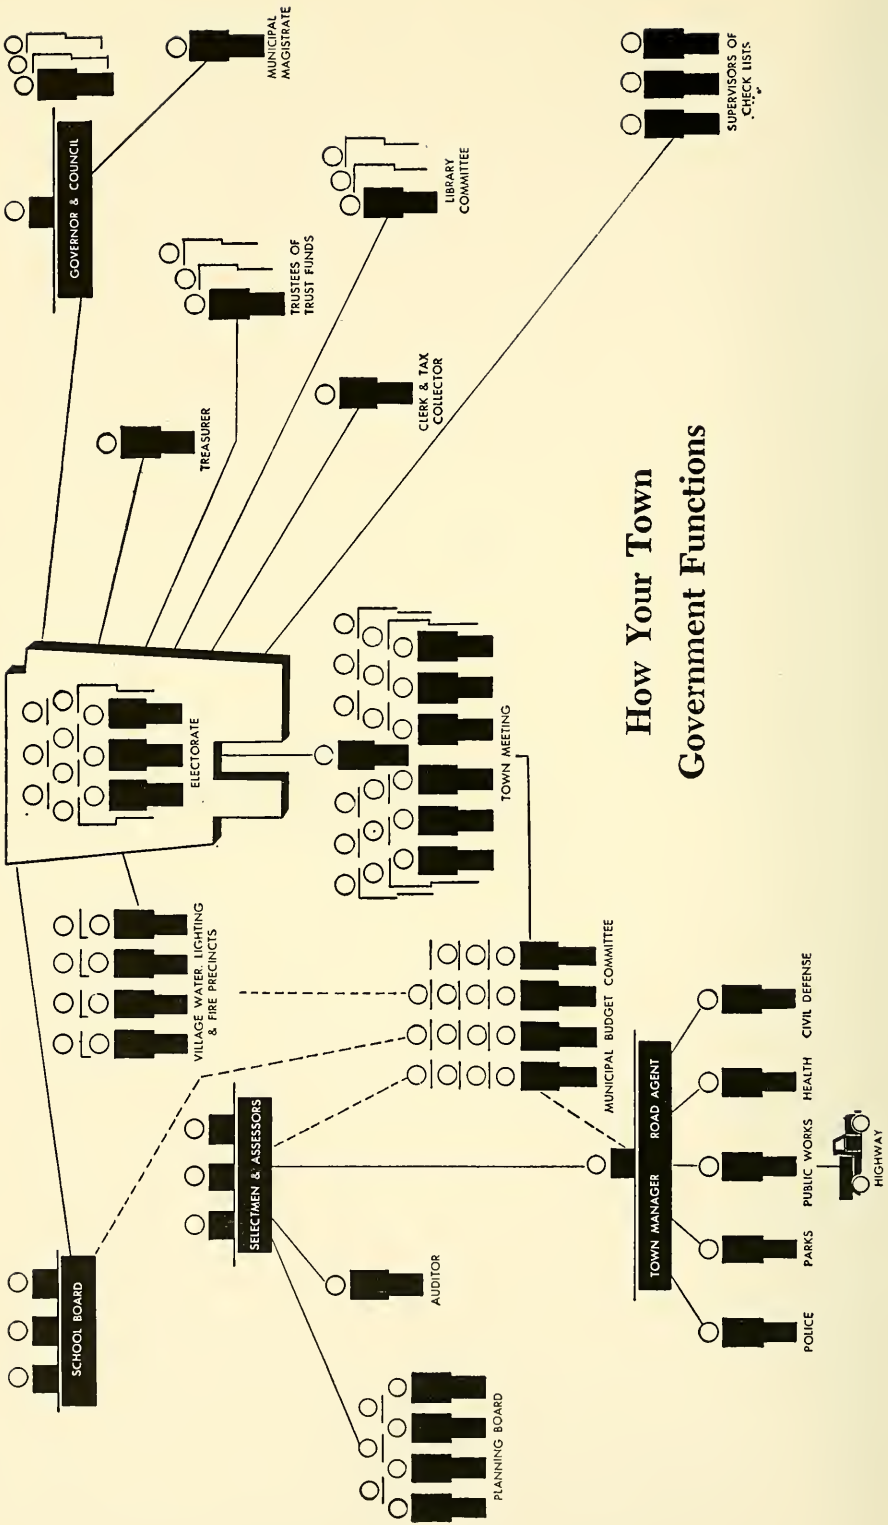 How Your Town
Government Functions
SCHOOL BOARD
VILLAGE WATER, LIGHTING
& FIRE PRECINCTS
ELECTORATE
GOVERNOR & COUNCIL
MUNICIPAL
MAGISTRATE
TREASURER
TRUSTEES OF
TRUST FUNDS
LIBRARY
COMMITTEE
CLERK & TAX
COLLECTOR
SUPERVISORS OF
CHECK LISTS
SELECTMEN & ASSESSORS
AUDITOR
PLANNING BOARD
MUNICIPAL BUDGET COMMITTEE
TOWN MEETING
TOWN MANAGER ROAD AGENT
POLICE
PARKS
PUBLIC WORKS
HEALTH
CIVIL DEFENSE
HIGHWAY